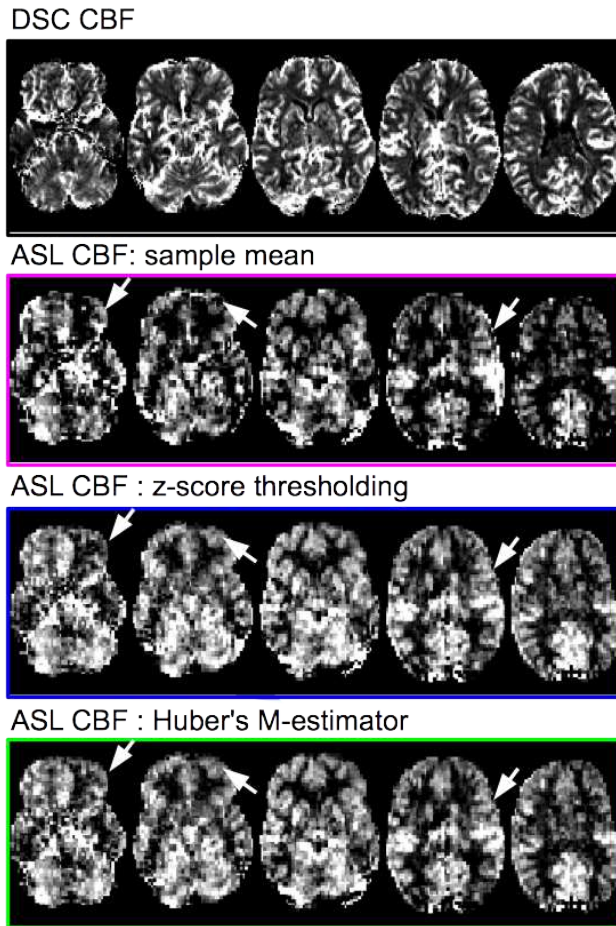 DSC CBF
ASL CBF: sample mean
ASL CBF : z-score thresholding
ASL CBF : Huber's M-estimator